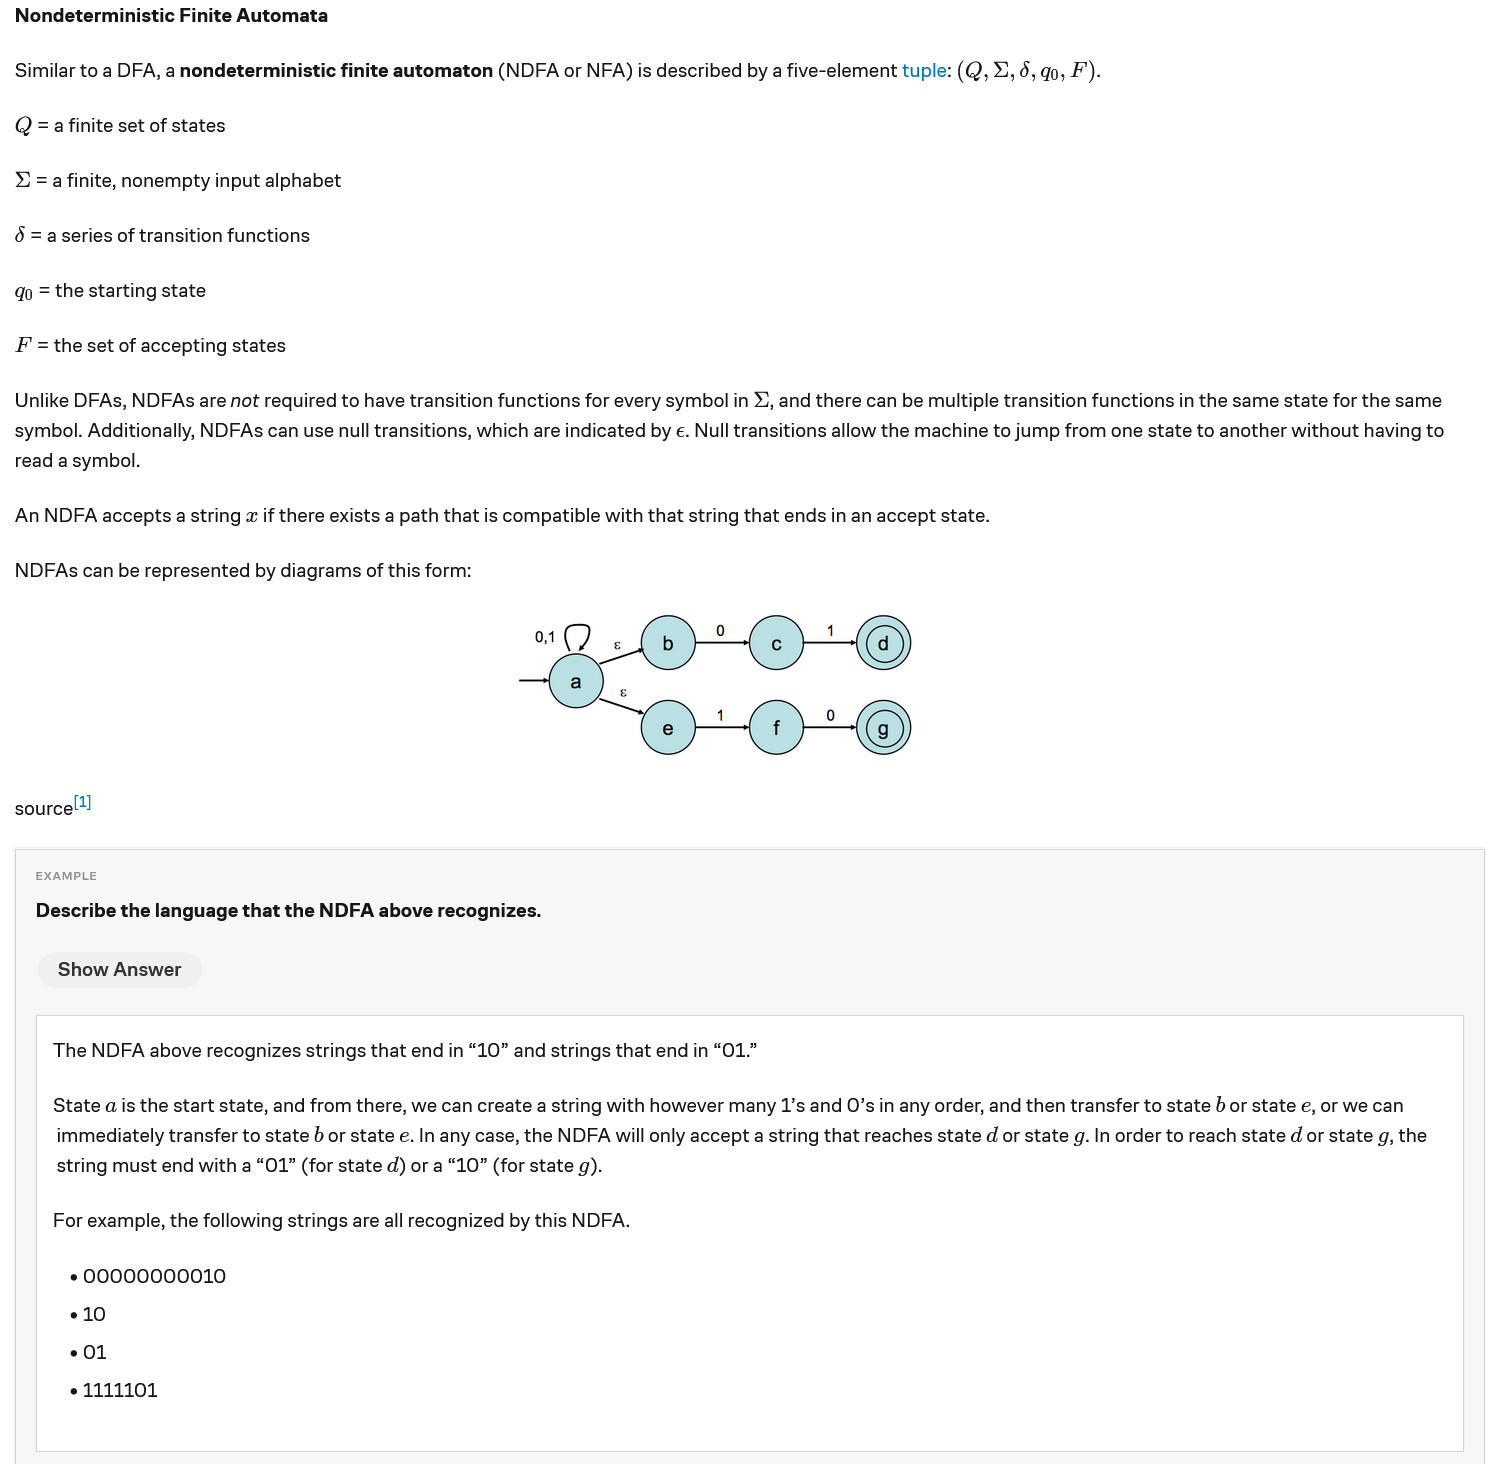 Nondeterministic Finite Automata
Similar to a DFA, a nondeterministic finite automaton (NDFA or NFA) is described by a five-element tuple: (Q, Σ, δ, q₀, F).
Q = a finite set of states
Σ = a finite, nonempty input alphabet
δ = a series of transition functions
q₀ = the starting state
F = the set of accepting states
Unlike DFAs, NDFAs are not required to have transition functions for every symbol in Σ, and there can be multiple transition functions in the same state for the same
symbol. Additionally, NDFAs can use null transitions, which are indicated by ϵ. Null transitions allow the machine to jump from one state to another without having to
read a symbol.
An NDFA accepts a string x if there exists a path that is compatible with that string that ends in an accept state.
NDFAs can be represented by diagrams of this form:
0,1
ε
b
0
c
1
d
a
ε
e
1
f
0
g
source[1]
EXAMPLE
Describe the language that the NDFA above recognizes.
Show Answer
The NDFA above recognizes strings that end in “10” and strings that end in “01.”
State a is the start state, and from there, we can create a string with however many 1’s and 0’s in any order, and then transfer to state b or state e, or we can
immediately transfer to state b or state e. In any case, the NDFA will only accept a string that reaches state d or state g. In order to reach state d or state g, the
string must end with a “01” (for state d) or a “10” (for state g).
For example, the following strings are all recognized by this NDFA.
• 00000000010
• 10
• 01
• 1111101